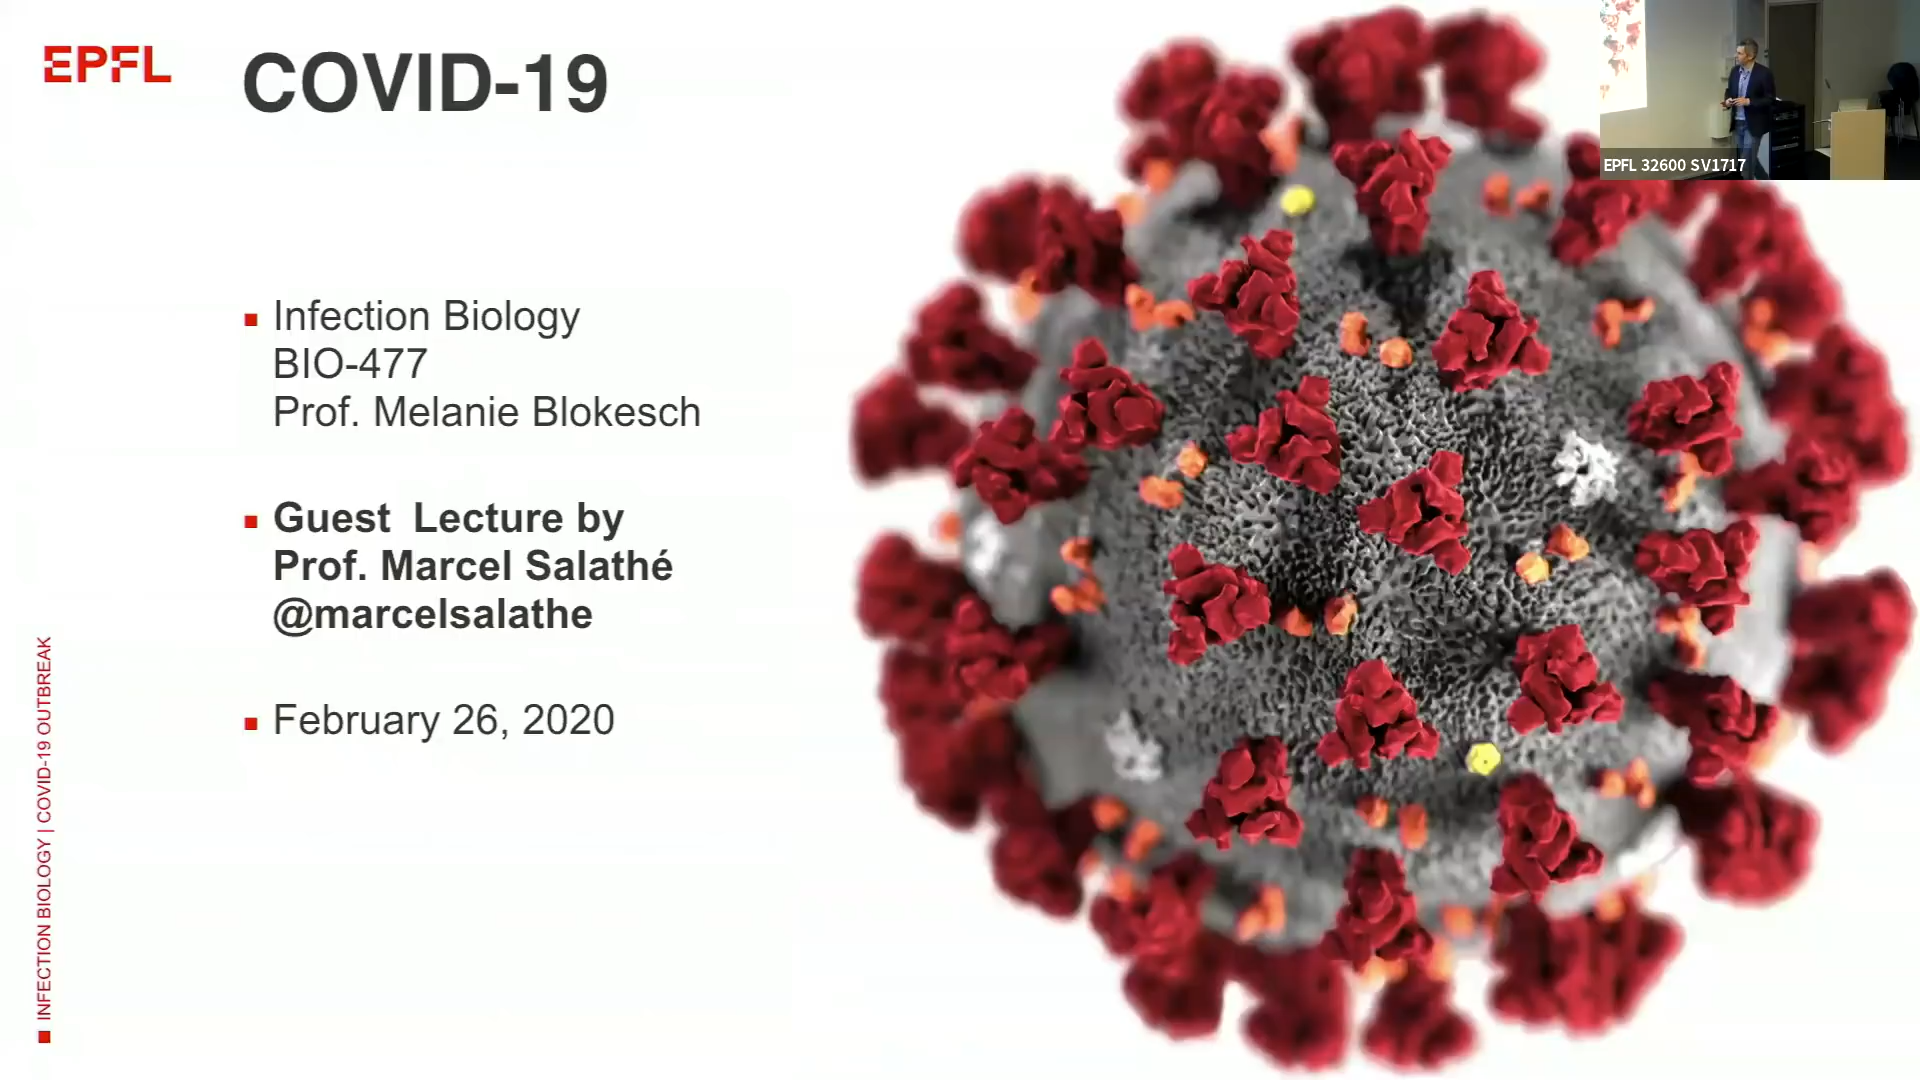 EPFL
COVID-19
EPFL 32600 SV1717
Infection Biology
BIO-477
Prof. Melanie Blokesch
Guest Lecture by
Prof. Marcel Salathé
@marcelsalathe
February 26, 2020
INFECTION BIOLOGY | COVID-19 OUTBREAK